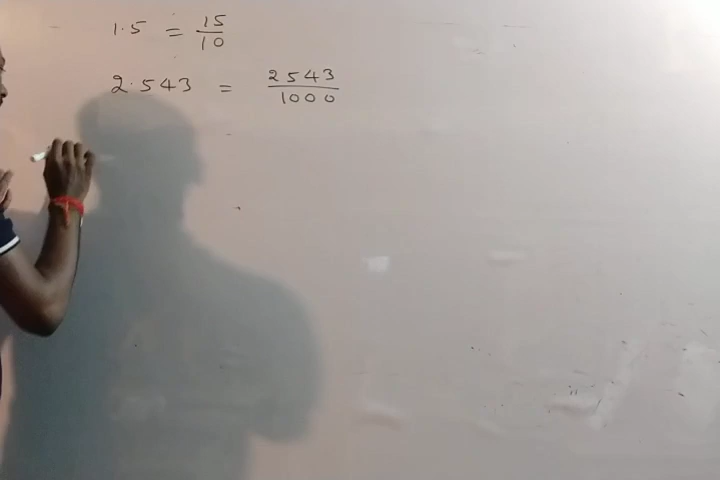 1.5 = 15/10
2.543 = 2543/1000